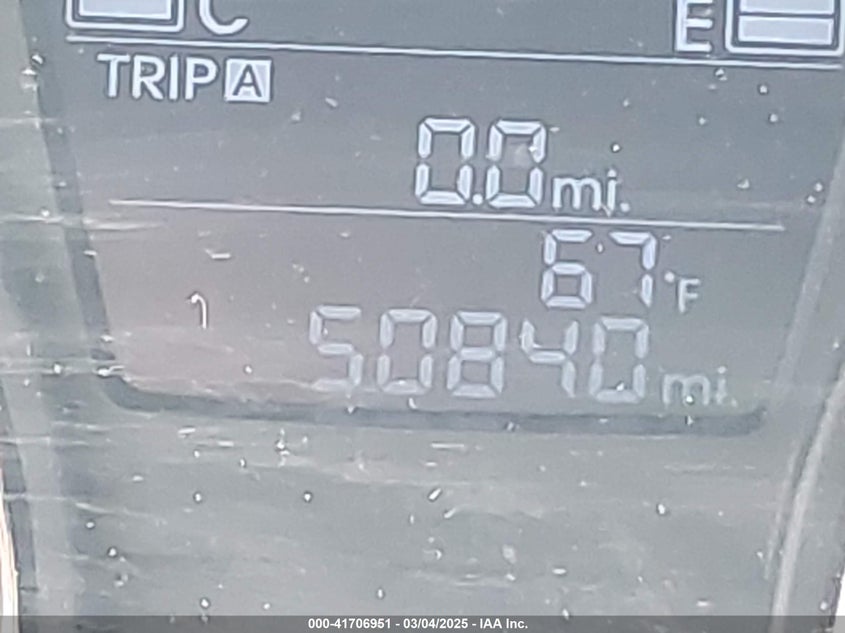 C E
TRIP A
0.0 mi.
67°F
50840 mi.
000-41706951 - 03/04/2025 - IAA Inc.